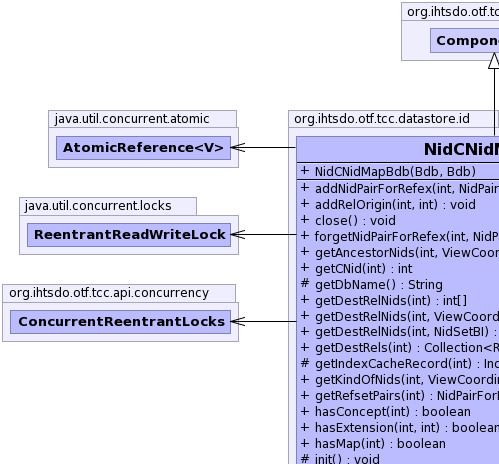 org.ihtsdo.otf.tcc
Compon
java.util.concurrent.atomic
AtomicReference<V>
java.util.concurrent.locks
ReentrantReadWriteLock
org.ihtsdo.otf.tcc.api.concurrency
ConcurrentReentrantLocks
org.ihtsdo.otf.tcc.datastore.id
NidCNidM
+ NidCNidMapBdb(Bdb, Bdb)
+ addNidPairForRefex(int, NidPair
+ addRelOrigin(int, int) : void
+ close() : void
+ forgetNidPairForRefex(int, NidP
+ getAncestorNids(int, ViewCoor
+ getCNid(int) : int
# getDbName() : String
+ getDestRelNids(int) : int[]
+ getDestRelNids(int, ViewCoord
+ getDestRelNids(int, NidSetBI) :
+ getDestRels(int) : Collection<R
# getIndexCacheRecord(int) : Ind
+ getKindOfNids(int, ViewCoordin
+ getRefsetPairs(int) : NidPairForR
+ hasConcept(int) : boolean
+ hasExtension(int, int) : boolean
+ hasMap(int) : boolean
# init() : void